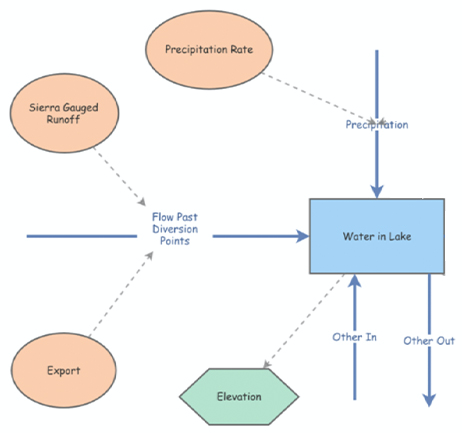 Precipitation Rate
Sierra Gauged
Runoff
Precipitation
Flow Past
Diversion
Points
Water in Lake
Other In
Other Out
Export
Elevation